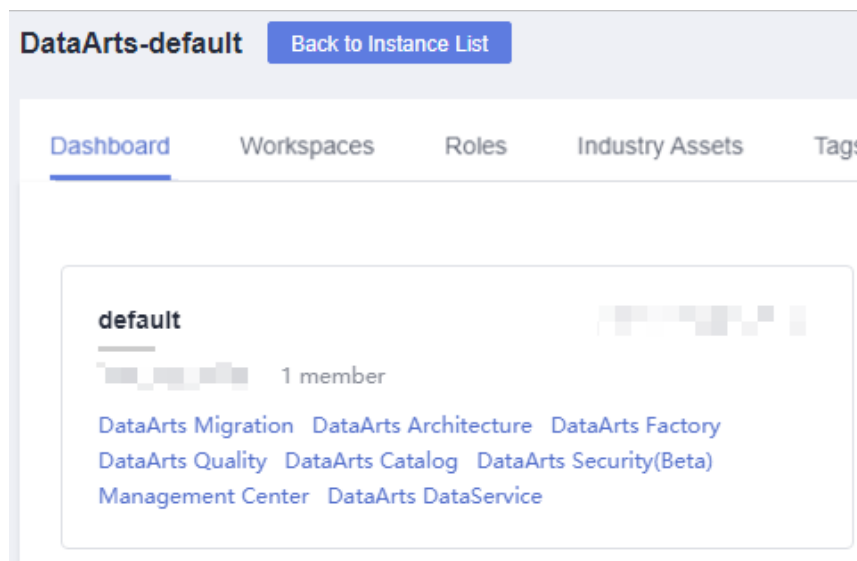 DataArts-default Back to Instance List
Dashboard Workspaces Roles Industry Assets Tags
default
1 member
DataArts Migration DataArts Architecture DataArts Factory
DataArts Quality DataArts Catalog DataArts Security(Beta)
Management Center DataArts DataService